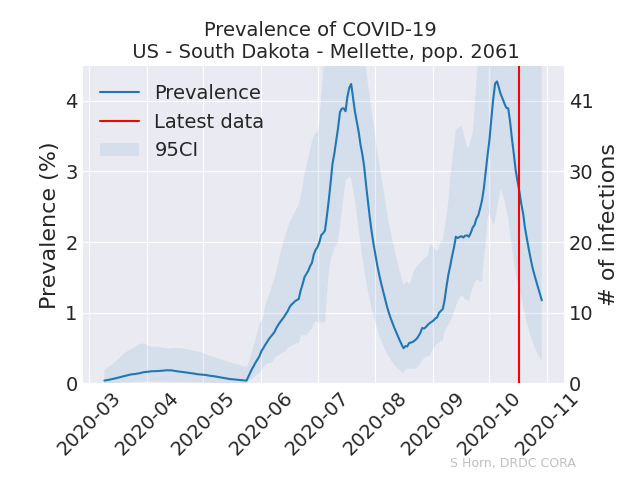 Prevalence of COVID-19
US - South Dakota - Mellette, pop. 2061
Prevalence
Latest data
95CI
Prevalence (%)
4
3
2
1
0
# of infections
41
30
20
10
0
2020-03
2020-04
2020-05
2020-06
2020-07
2020-08
2020-09
2020-10
2020-11
S Horn, DRDC CORA